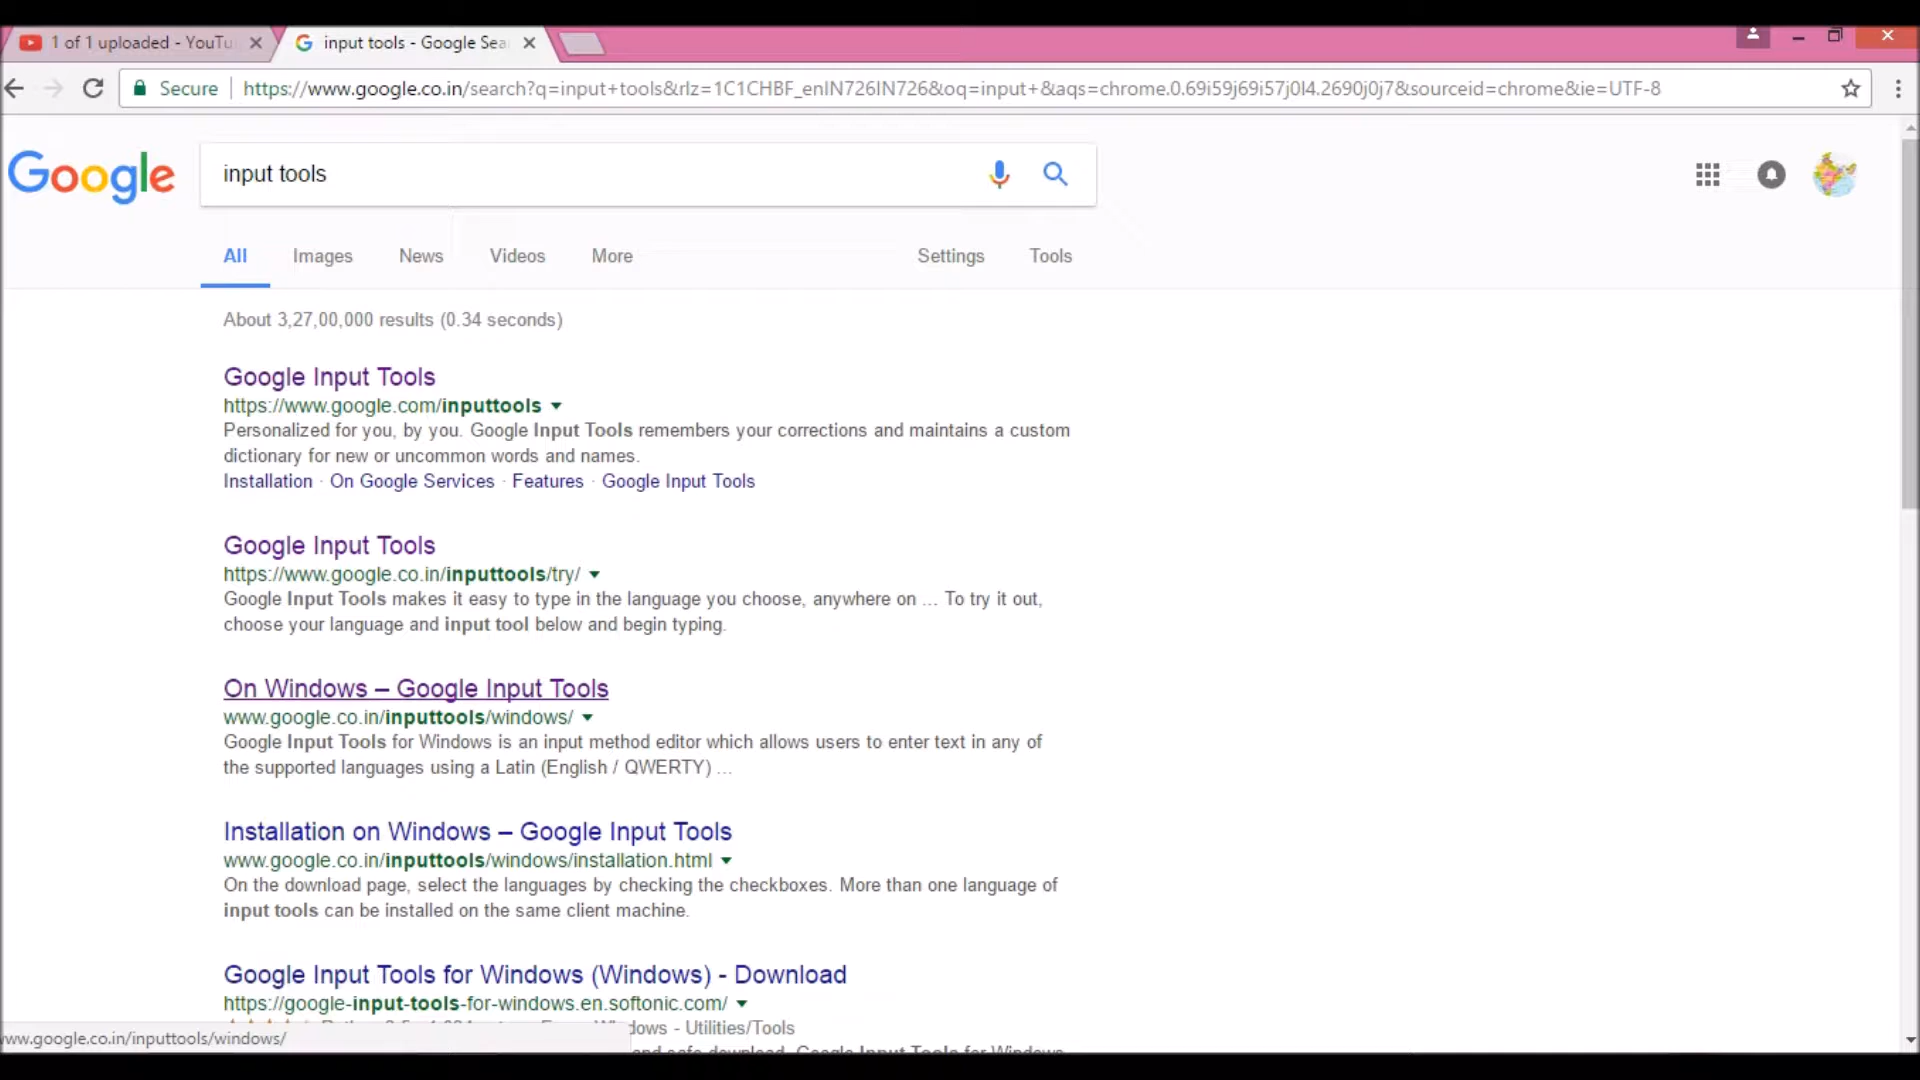 1 of 1 uploaded - YouTu
input tools - Google Sea
Secure
https://www.google.co.in/search?q=input+tools&rlz=1C1CHBF_enIN726IN726&oq=input+&aqs=chrome.0.69i59j69i57j0l4.2690j0j7&sourceid=chrome&ie=UTF-8
Google
input tools
All Images News Videos More Settings Tools
About 3,27,00,000 results (0.34 seconds)
Google Input Tools
https://www.google.com/inputtools
Personalized for you, by you. Google Input Tools remembers your corrections and maintains a custom
dictionary for new or uncommon words and names.
Installation · On Google Services · Features · Google Input Tools
Google Input Tools
https://www.google.co.in/inputtools/try/
Google Input Tools makes it easy to type in the language you choose, anywhere on ... To try it out,
choose your language and input tool below and begin typing.
On Windows – Google Input Tools
www.google.co.in/inputtools/windows/
Google Input Tools for Windows is an input method editor which allows users to enter text in any of
the supported languages using a Latin (English / QWERTY) ...
Installation on Windows – Google Input Tools
www.google.co.in/inputtools/windows/installation.html
On the download page, select the languages by checking the checkboxes. More than one language of
input tools can be installed on the same client machine.
Google Input Tools for Windows (Windows) - Download
https://google-input-tools-for-windows.en.softonic.com/
- Utilities/Tools
www.google.co.in/inputtools/windows/
and safe download. Google Input Tools for Windows